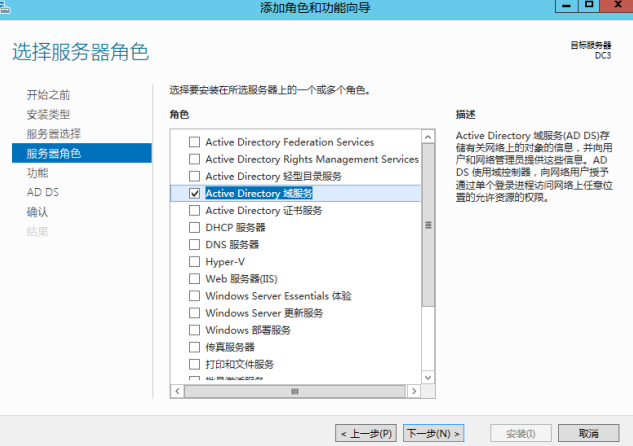 添加角色和功能向导
选择服务器角色
目标服务器
DC3
开始之前
安装类型
服务器选择
服务器角色
功能
AD DS
确认
结果
选择要安装在所选服务器上的一个或多个角色。
角色
Active Directory Federation Services
Active Directory Rights Management Services
Active Directory 轻型目录服务
Active Directory 域服务
Active Directory 证书服务
DHCP 服务器
DNS 服务器
Hyper-V
Web 服务器(IIS)
Windows Server Essentials 体验
Windows Server 更新服务
Windows 部署服务
传真服务器
打印和文件服务
描述
Active Directory 域服务(AD DS)存
储有关网络上的对象的信息，并向用
户和网络管理员提供这些信息。AD
DS 使用域控制器，向网络用户授予
通过单个登录进程访问网络上任意位
置的允许资源的权限。
< 上一步(P)
下一步(N) >
安装(I)
取消